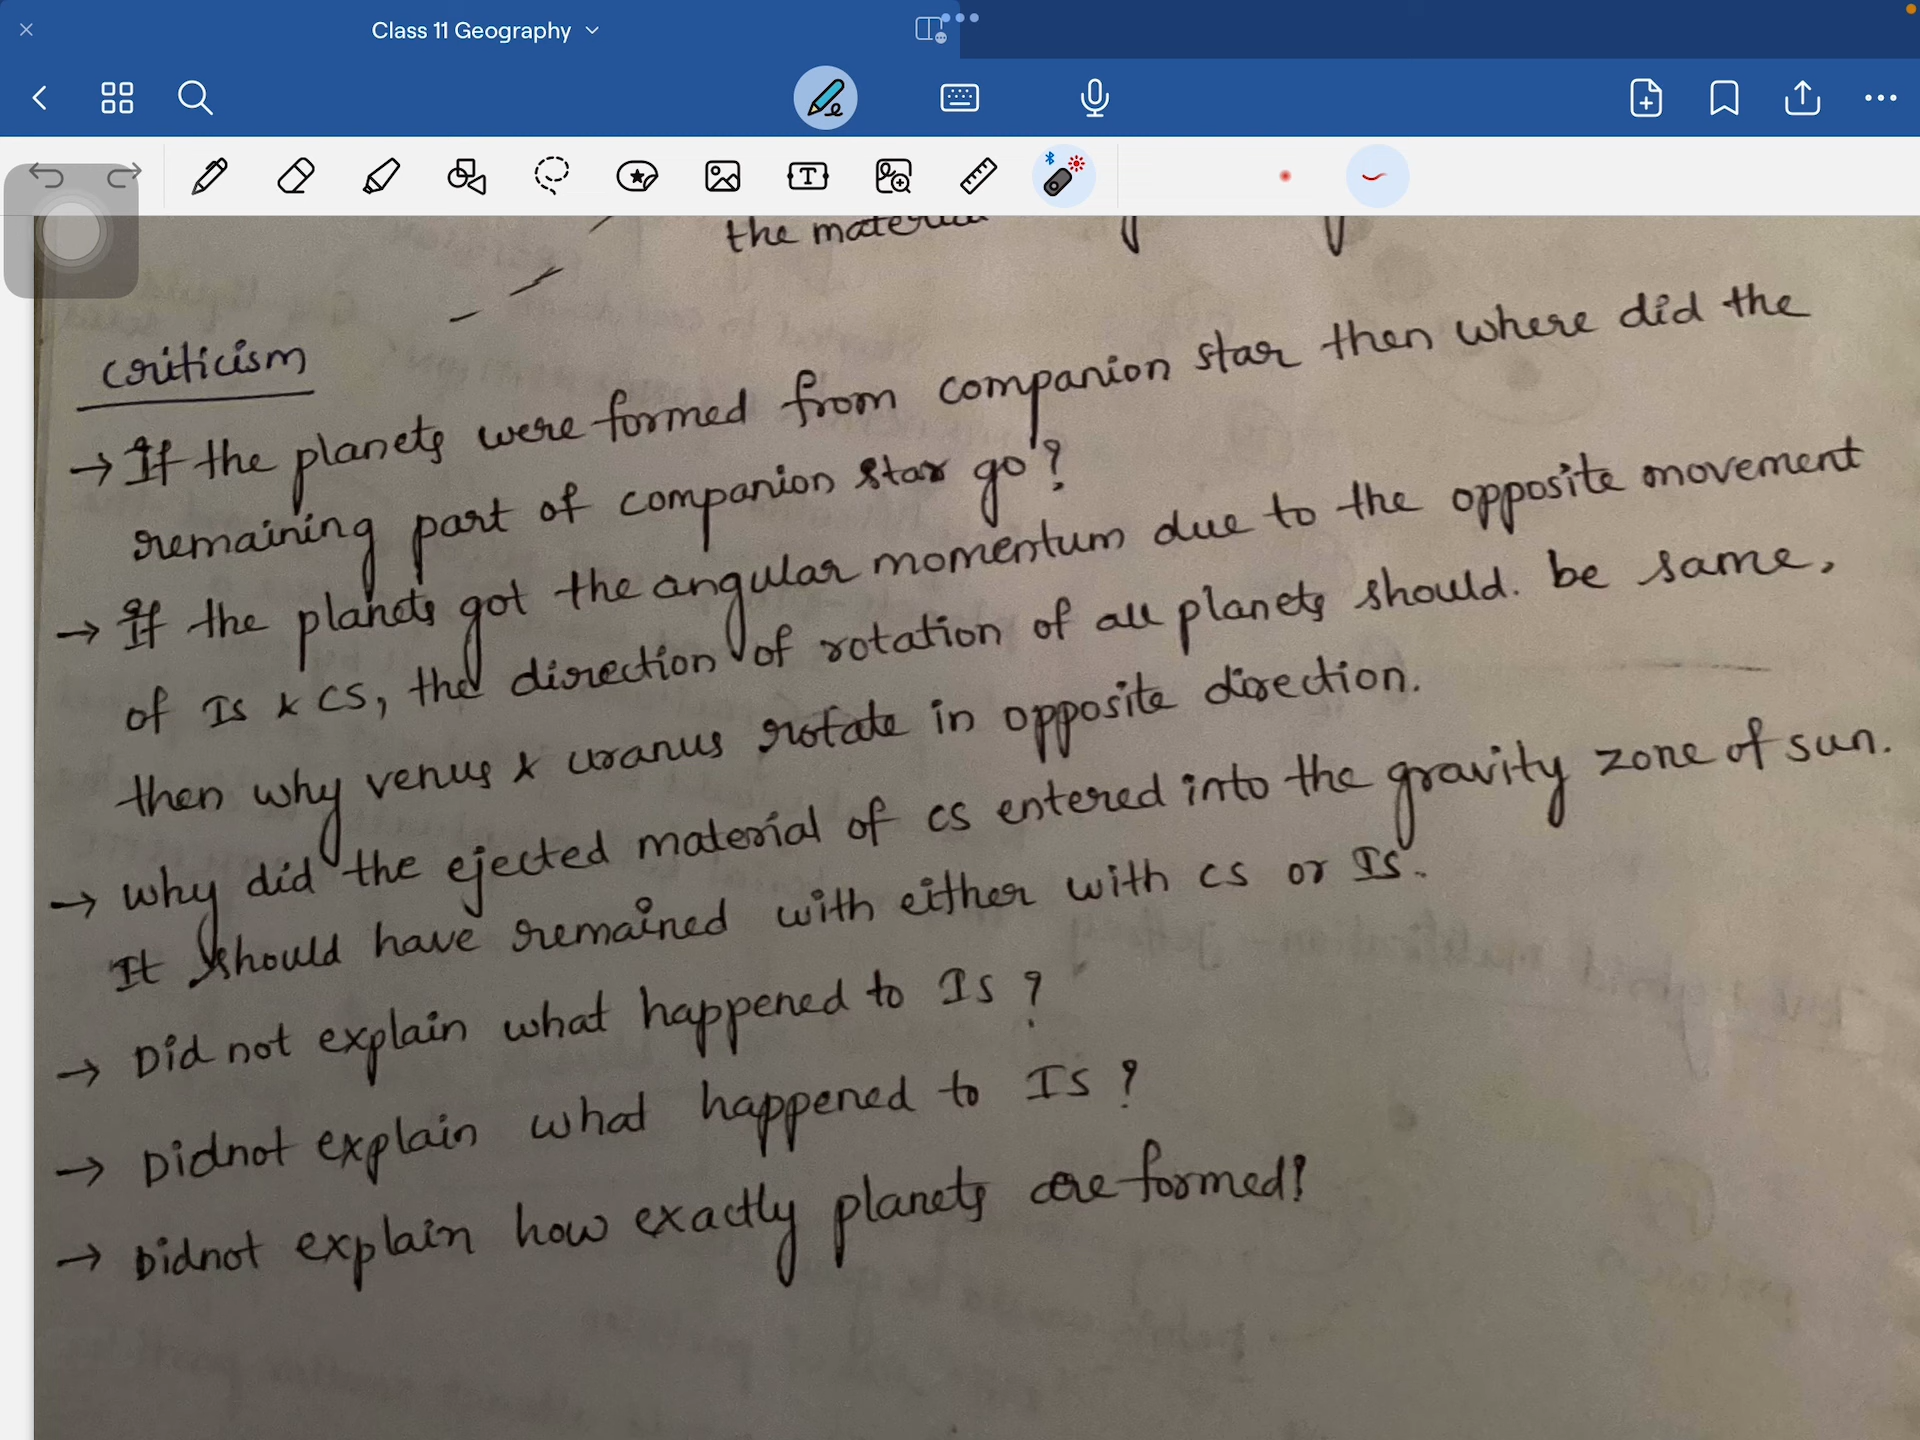 Class 11 Geography
the material
criticism
→ If the planets were formed from companion star then where did the
remaining part of companion star go?
→ If the planets got the angular momentum due to the opposite movement
of IS & CS, the direction of rotation of all planets should. be same,
then why venus & uranus rotate in opposite direction.
→ why did the ejected material of CS entered into the gravity zone of sun.
It should have remained with either with CS or IS.
→ Did not explain what happened to IS ?
→ Didnot explain what happened to IS ?
→ Didnot explain how exactly planets are formed?